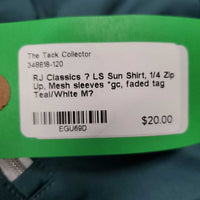 The Tack Collector
348818-120
RJ Classics ? LS Sun Shirt, 1/4 Zip
Up, Mesh sleeves *gc, faded tag
Teal/White M?
EGU69D
$20.00